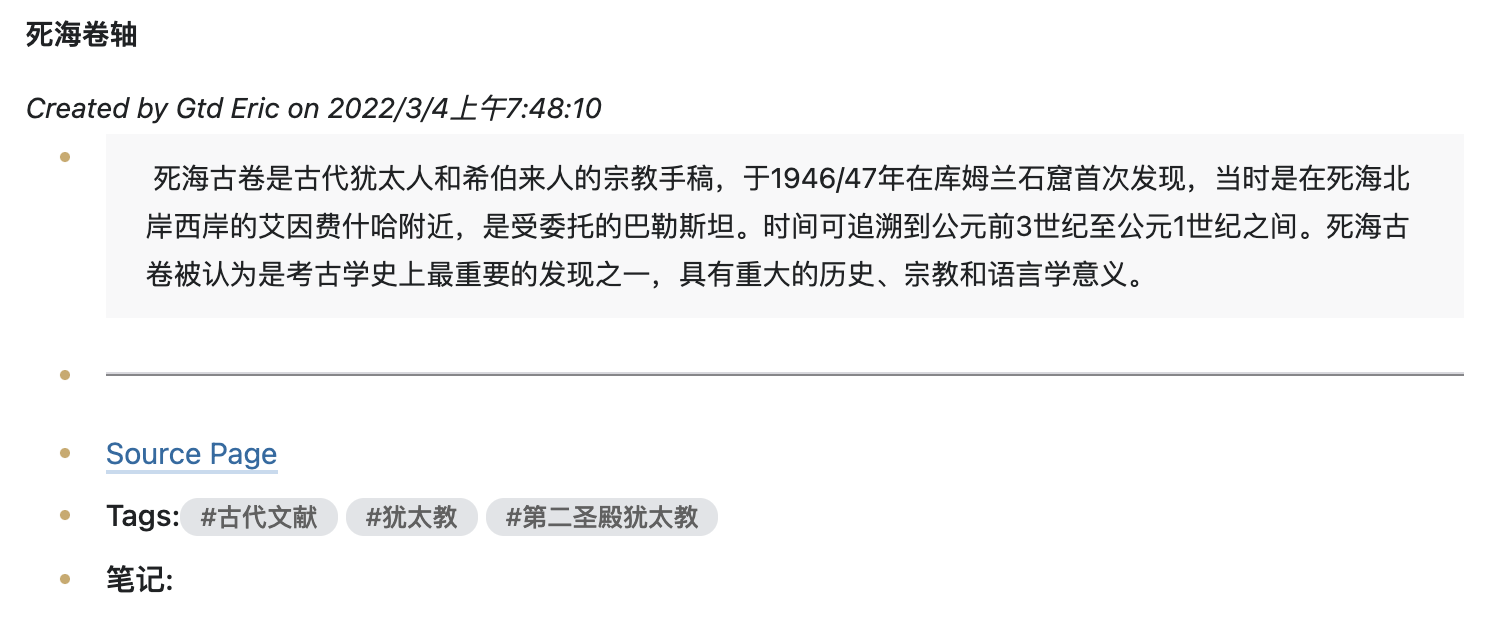 死海卷轴
Created by Gtd Eric on 2022/3/4上午7:48:10
死海古卷是古代犹太人和希伯来人的宗教手稿，于1946/47年在库姆兰石窟首次发现，当时是在死海北
岸西岸的艾因费什哈附近，是受委托的巴勒斯坦。时间可追溯到公元前3世纪至公元1世纪之间。死海古
卷被认为是考古学史上最重要的发现之一，具有重大的历史、宗教和语言学意义。
Source Page
Tags: #古代文献 #犹太教 #第二圣殿犹太教
笔记: